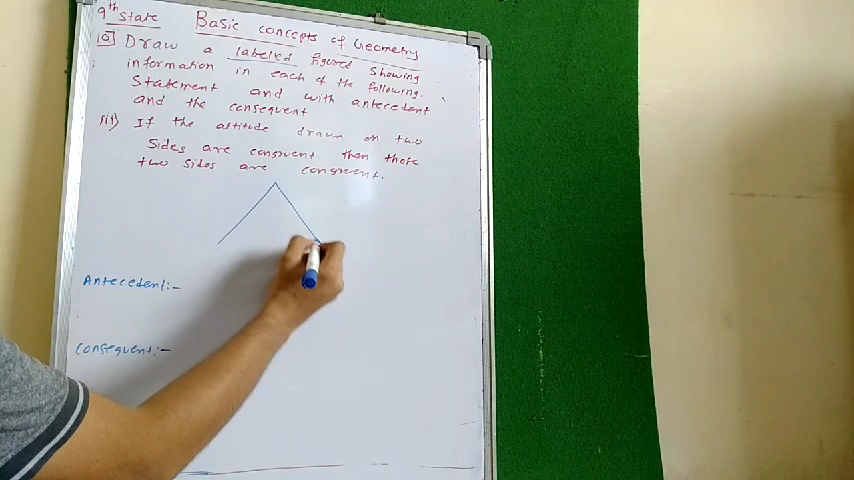 9th state Basic concepts of Geometry
10] Draw a labeled figured showing
information in each of the following.
Statement and with antecedent
and the consequent
iii) If the altitude drawn on two
Sides are congruent then those
two sides are congruent.
Antecedent:-
Consequent:-